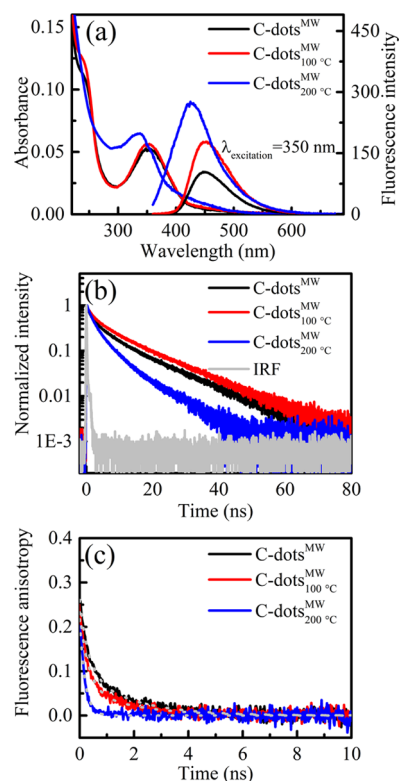 (a)
C-dots^MW
C-dots^MW_100 °C
C-dots^MW_200 °C
λ_excitation=350 nm
0.15
0.10
0.05
0.00
Absorbance
450
300
150
0
Fluorescence intensity
300 400 500 600
Wavelength (nm)
(b)
C-dots^MW
C-dots^MW_100 °C
C-dots^MW_200 °C
IRF
1
0.1
0.01
1E-3
Normalized intensity
0 20 40 60 80
Time (ns)
(c)
C-dots^MW
C-dots^MW_100 °C
C-dots^MW_200 °C
0.4
0.3
0.2
0.1
0.0
Fluorescence anisotropy
0 2 4 6 8 10
Time (ns)